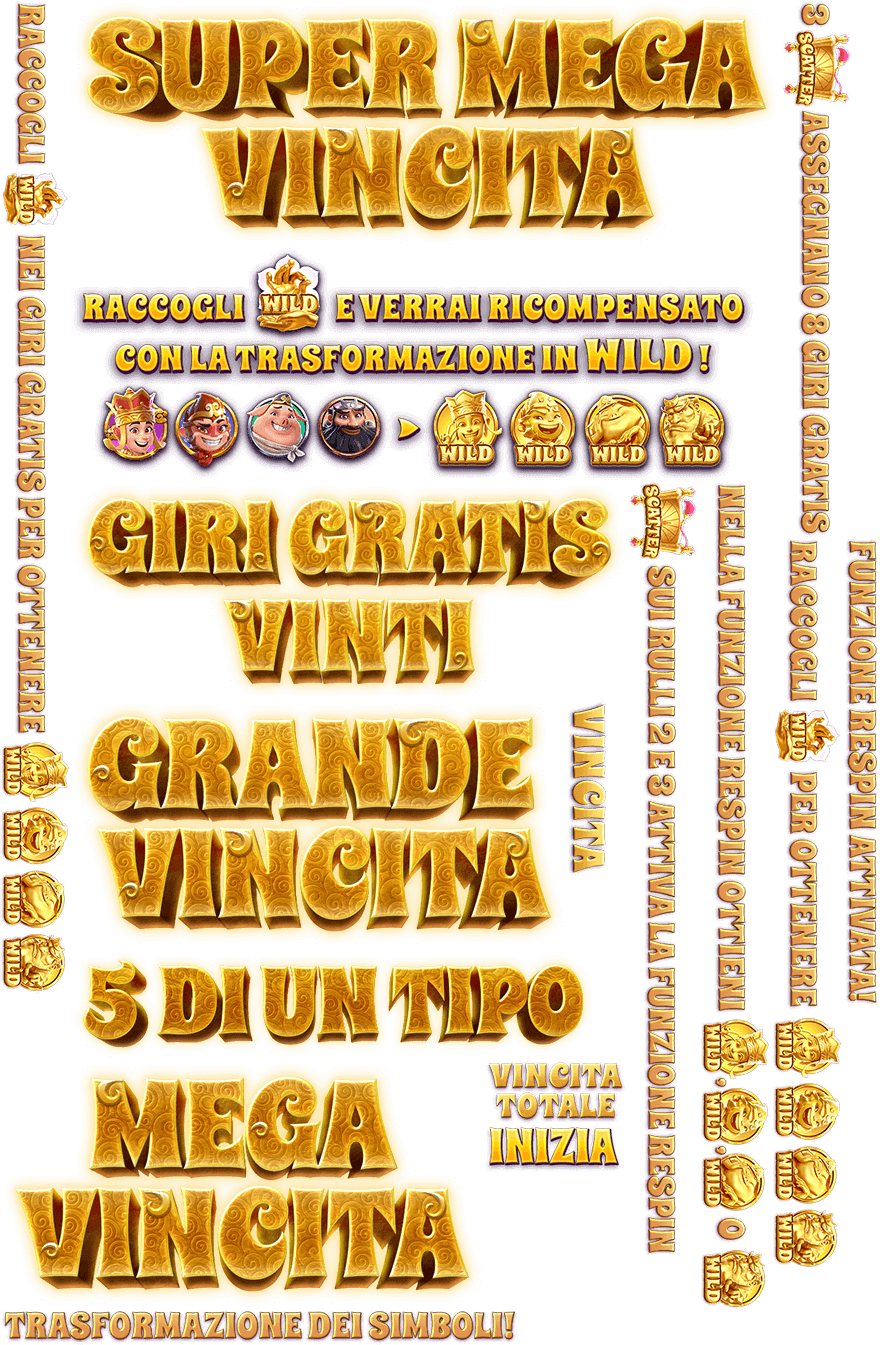 SUPER MEGA
VINCITA
RACCOGLI WILD E VERRAI RICOMPENSATO
CON LA TRASFORMAZIONE IN WILD !
WILD WILD WILD WILD
GIRI GRATIS
VINTI
GRANDE
VINCITA
5 DI UN TIPO
MEGA
VINCITA
TRASFORMAZIONE DEI SIMBOLI!
VINCITA
TOTALE
INIZIA
VINCITA
RACCOGLI WILD NEI GIRI GRATIS PER OTTENERE WILD WILD WILD WILD
SCATTER SUI RULLI 2 E 3 ATTIVA LA FUNZIONE RESPIN
NELLA FUNZIONE RESPIN OTTIENI WILD, WILD, WILD O WILD
3 SCATTER ASSEGNANO 8 GIRI GRATIS
RACCOGLI WILD PER OTTENERE WILD WILD WILD WILD
FUNZIONE RESPIN ATTIVATA!